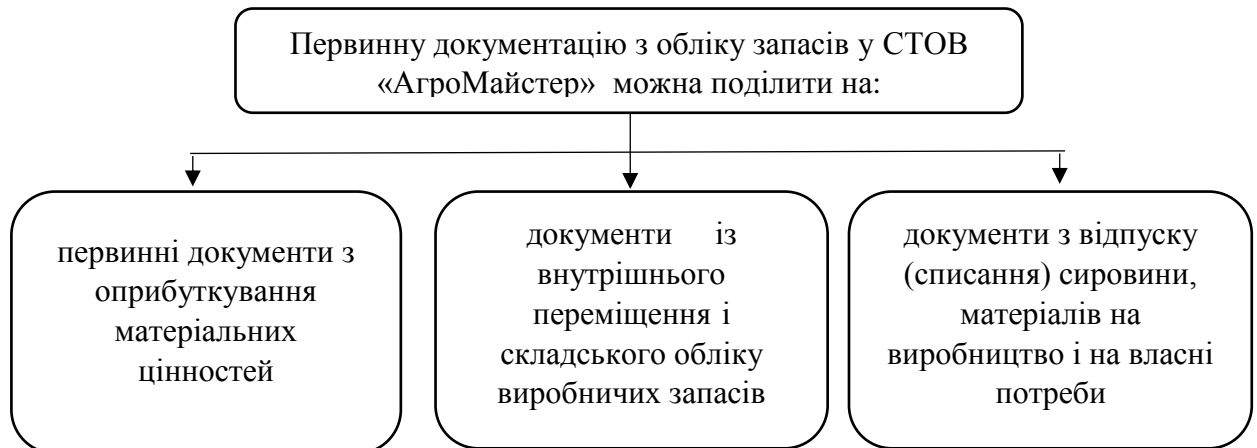 Первинну документацію з обліку запасів у СТОВ
«АгроМайстер» можна поділити на:
первинні документи з
оприбуткування
матеріальних
цінностей
документи із
внутрішнього
переміщення і
складського обліку
виробничих запасів
документи з відпуску
(списання) сировини,
матеріалів на
виробництво і на власні
потреби